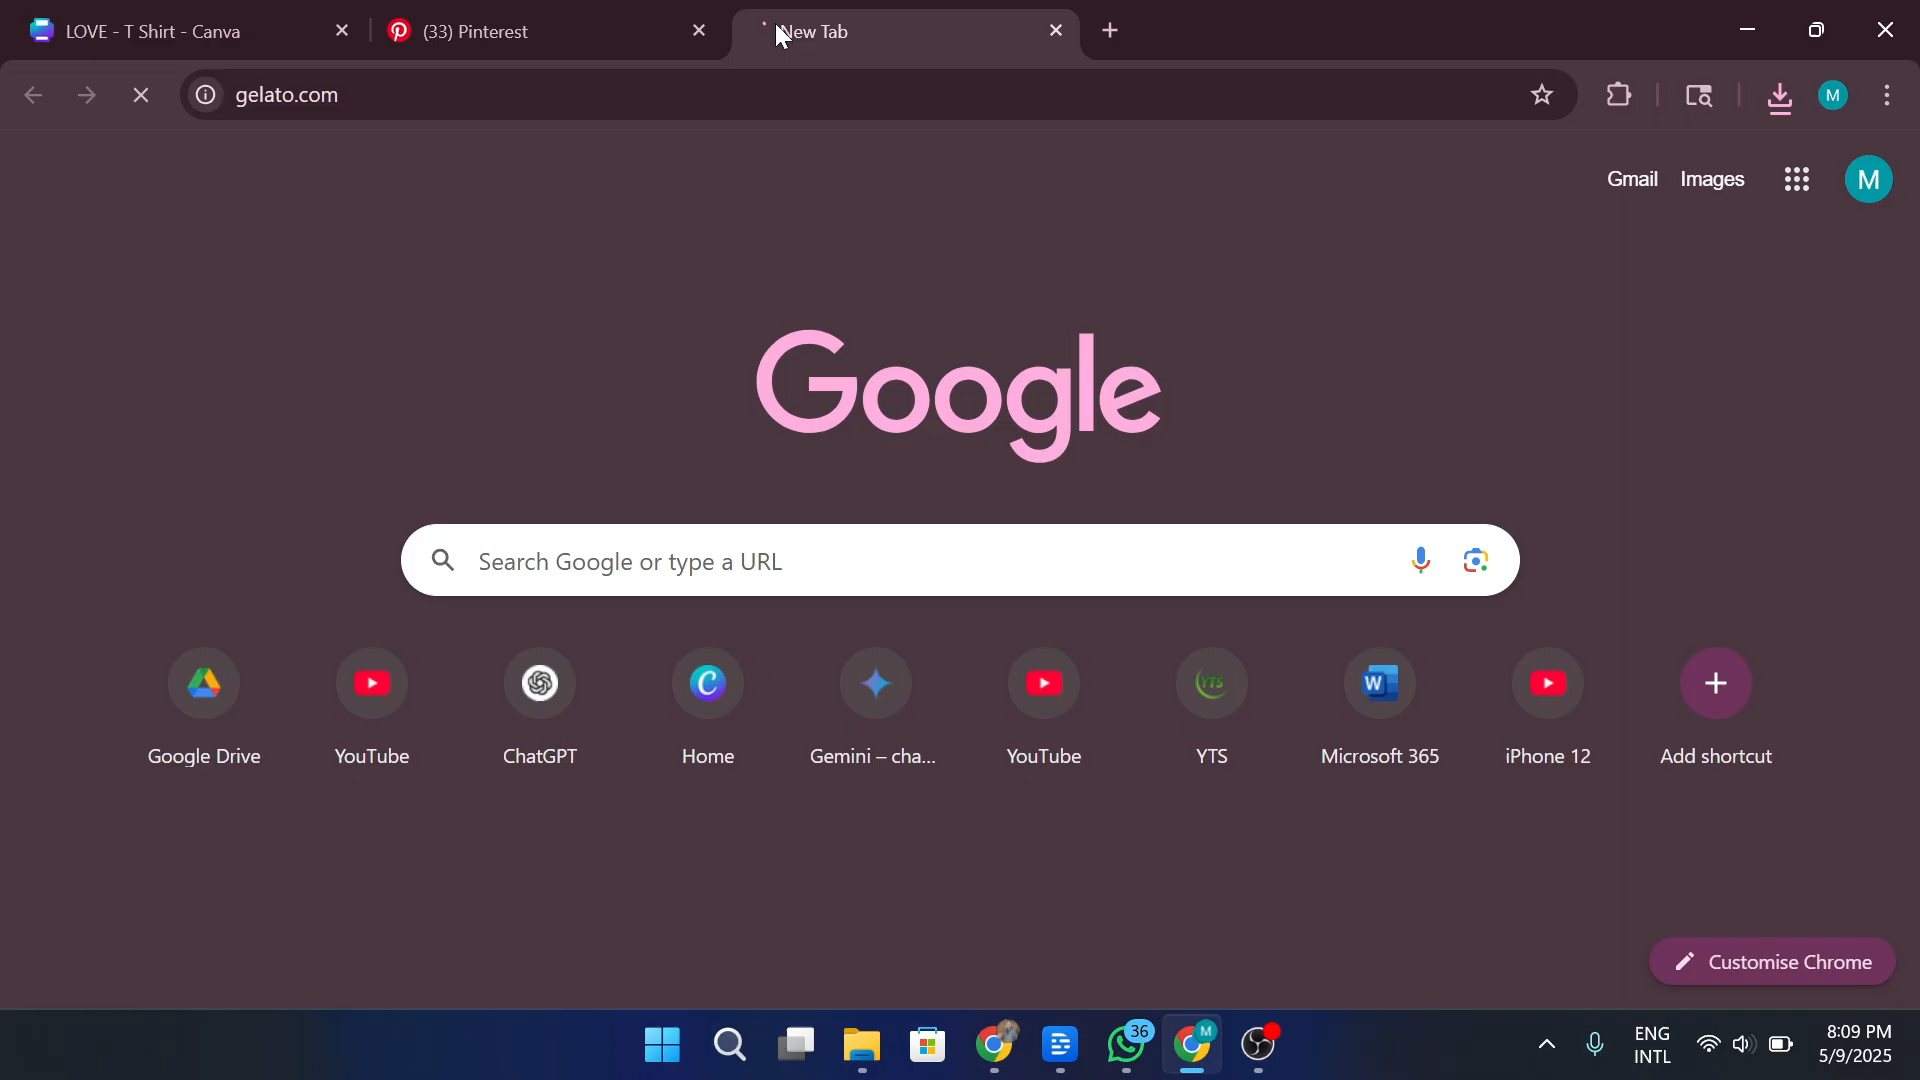 LOVE - T Shirt - Canva
(33) Pinterest
New Tab
gelato.com
M
Gmail Images
M
Google
Search Google or type a URL
YTS
W
Google Drive
YouTube
ChatGPT
Home
Gemini – cha...
YouTube
YTS
Microsoft 365
iPhone 12
Add shortcut
Customise Chrome
36
M
ENG
INTL
8:09 PM
5/9/2025